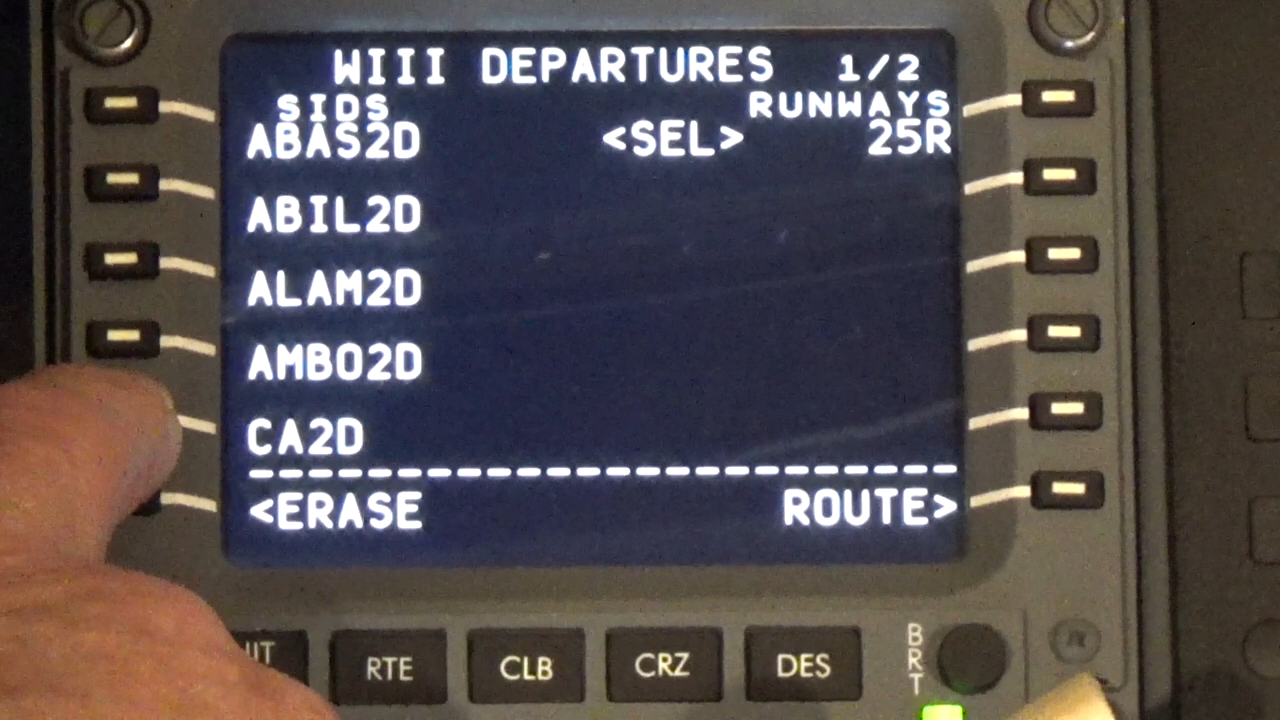 WIII DEPARTURES 1/2
SIDS RUNWAYS
ABAS2D <SEL> 25R
ABIL2D
ALAM2D
AMBO2D
CA2D
<ERASE ROUTE>
RTE CLB CRZ DES BRT